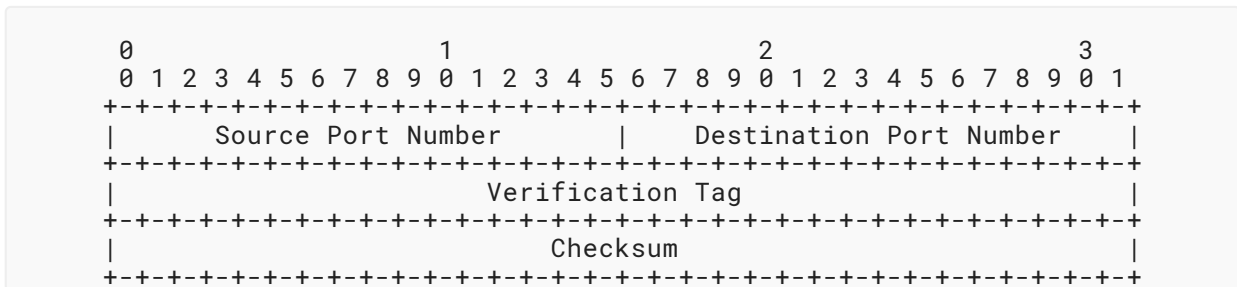 0                   1                   2                   3
 0 1 2 3 4 5 6 7 8 9 0 1 2 3 4 5 6 7 8 9 0 1 2 3 4 5 6 7 8 9 0 1
+-+-+-+-+-+-+-+-+-+-+-+-+-+-+-+-+-+-+-+-+-+-+-+-+-+-+-+-+-+-+-+-+
|      Source Port Number       |    Destination Port Number    |
+-+-+-+-+-+-+-+-+-+-+-+-+-+-+-+-+-+-+-+-+-+-+-+-+-+-+-+-+-+-+-+-+
|                       Verification Tag                        |
+-+-+-+-+-+-+-+-+-+-+-+-+-+-+-+-+-+-+-+-+-+-+-+-+-+-+-+-+-+-+-+-+
|                           Checksum                            |
+-+-+-+-+-+-+-+-+-+-+-+-+-+-+-+-+-+-+-+-+-+-+-+-+-+-+-+-+-+-+-+-+